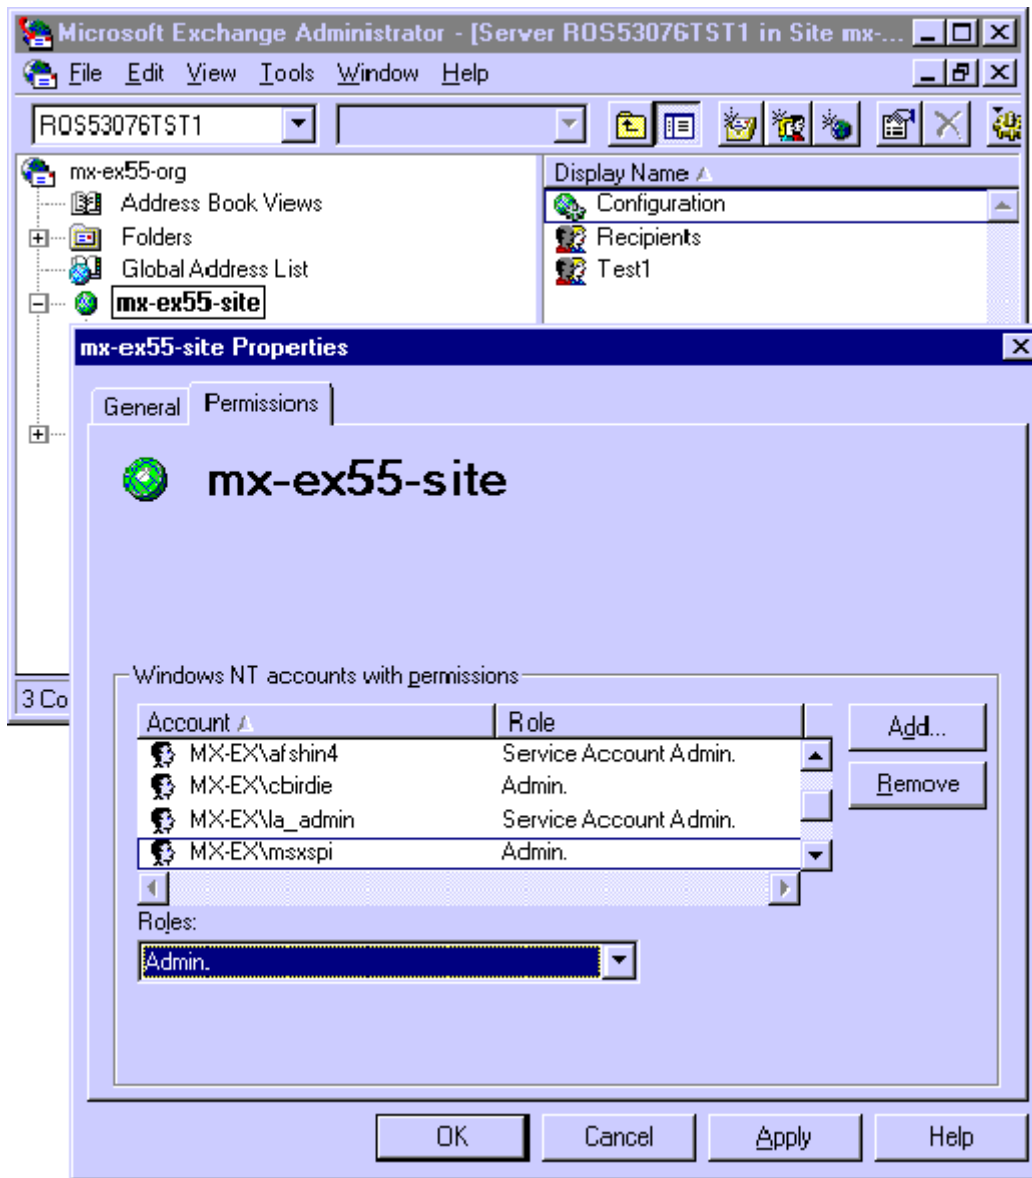 Microsoft Exchange Administrator - [Server ROS53076TST1 in Site mx-...
File Edit View Tools Window Help
ROS53076TST1
mx-ex55-org
Address Book Views
Folders
Global Address List
mx-ex55-site
Display Name
Configuration
Recipients
Test1
3 Co
mx-ex55-site Properties
General Permissions
mx-ex55-site
Windows NT accounts with permissions
Account Role
MX-EX\afshin4 Service Account Admin.
MX-EX\cbirdie Admin.
MX-EX\la_admin Service Account Admin.
MX-EX\msxspi Admin.
Add...
Remove
Roles:
Admin.
OK Cancel Apply Help